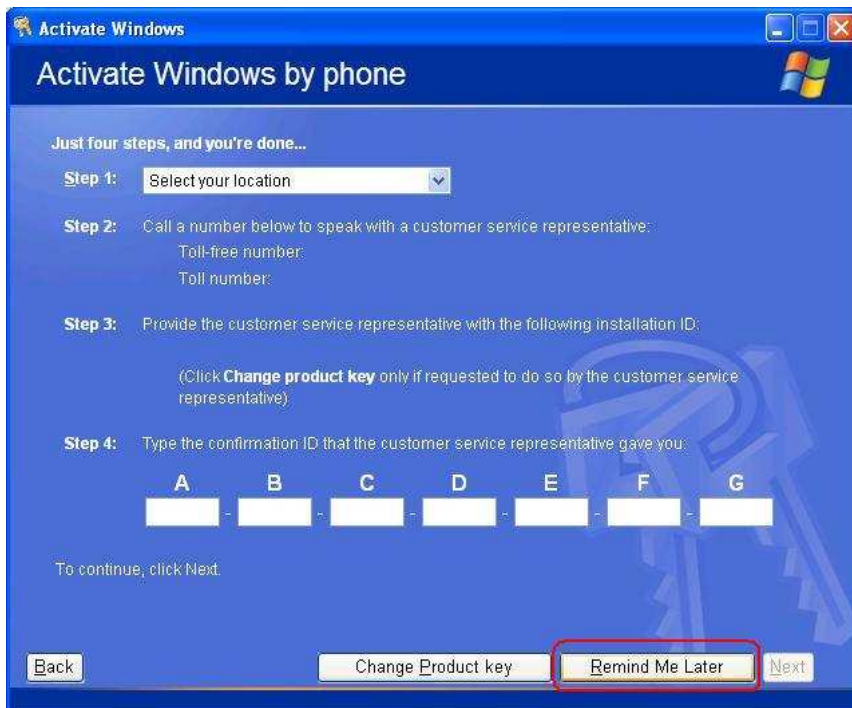 Activate Windows
Activate Windows by phone
Just four steps, and you're done...
Step 1: Select your location
Step 2: Call a number below to speak with a customer service representative:
Toll-free number:
Toll number:
Step 3: Provide the customer service representative with the following installation ID:
(Click Change product key only if requested to do so by the customer service
representative)
Step 4: Type the confirmation ID that the customer service representative gave you:
A B C D E F G
- - - - - -
To continue, click Next.
Back Change Product key Remind Me Later Next